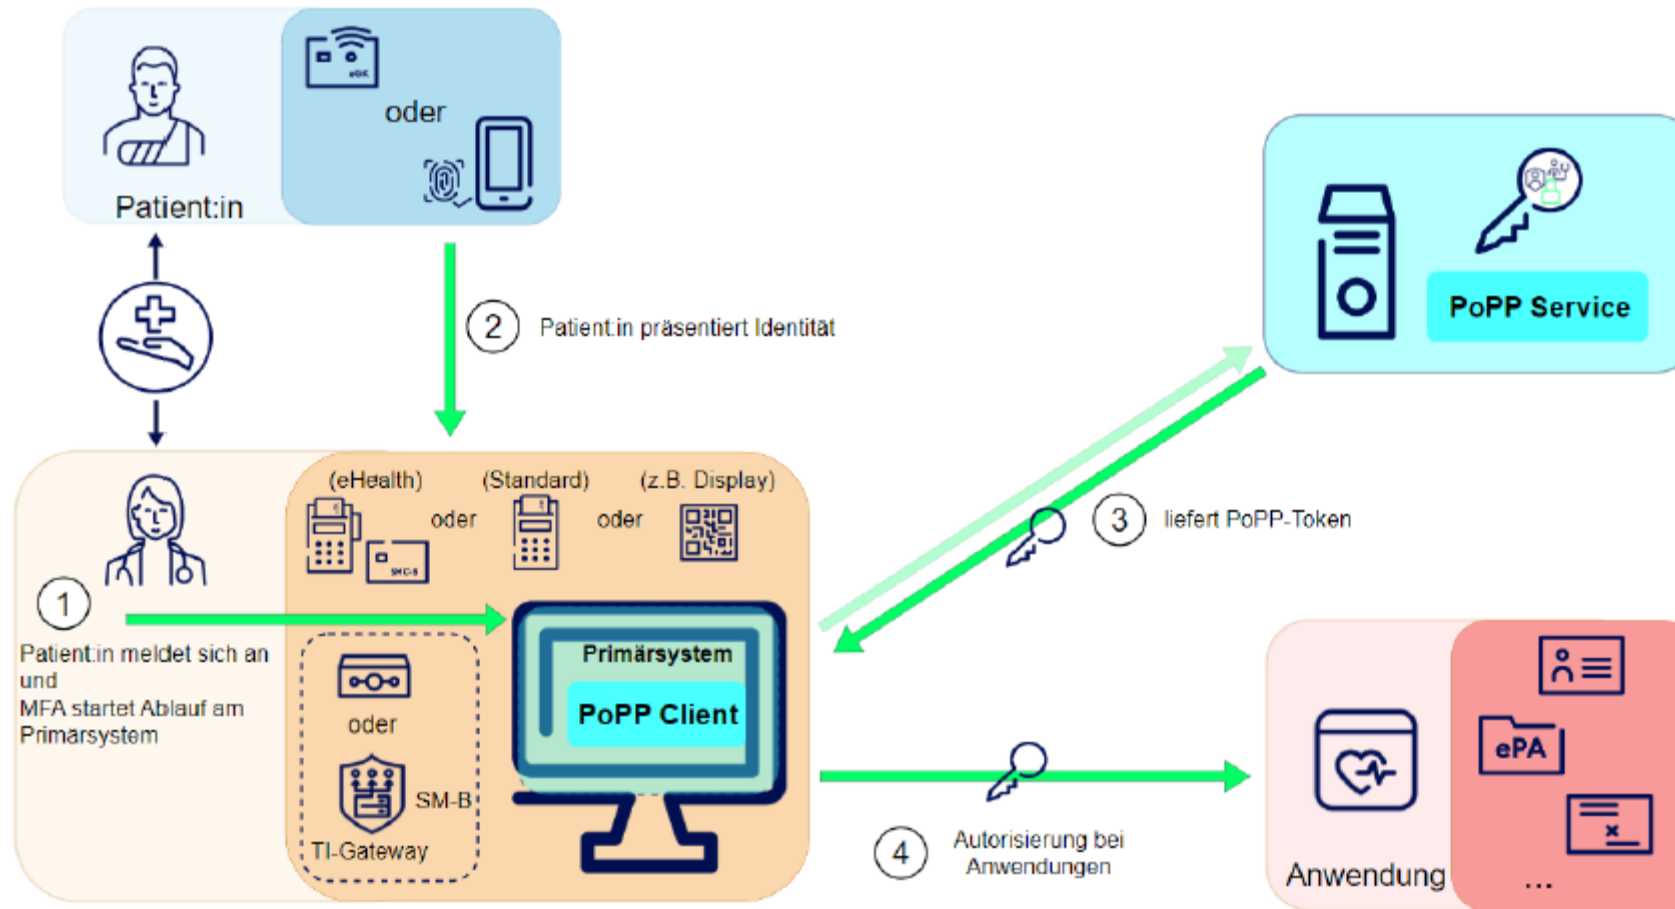 eGK
oder
Patient:in
2
Patient:in präsentiert Identität
PoPP Service
(eHealth)
(Standard)
(z.B. Display)
oder
oder
SMC-B
3
liefert PoPP-Token
1
Patient:in meldet sich an
und
MFA startet Ablauf am
Primärsystem
oder
SM-B
TI-Gateway
Primärsystem
PoPP Client
4
Autorisierung bei
Anwendungen
ePA
Anwendung
...